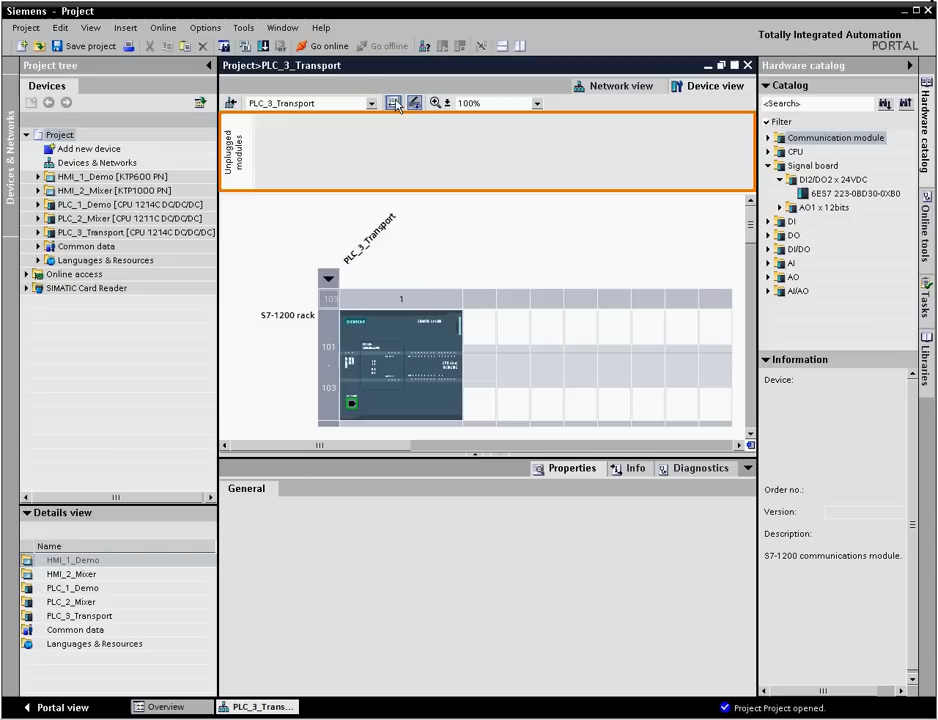 Siemens - Project
Project Edit View Insert Online Options Tools Window Help
Totally Integrated Automation
PORTAL
Save project
Go online
Go offline
Project tree
Devices
Devices & Networks
Project
Add new device
Devices & Networks
HMI_1_Demo [KTP600 PN]
HMI_2_Mixer [KTP1000 PN]
PLC_1_Demo [CPU 1214C DC/DC/DC]
PLC_2_Mixer [CPU 1211C DC/DC/DC]
PLC_3_Transport [CPU 1214C DC/DC/DC]
Common data
Languages & Resources
Online access
SIMATIC Card Reader
Details view
Name
HMI_1_Demo
HMI_2_Mixer
PLC_1_Demo
PLC_2_Mixer
PLC_3_Transport
Common data
Languages & Resources
Project>PLC_3_Transport
Network view
Device view
PLC_3_Transport
100%
Unplugged
modules
PLC_3_Transport
103
1
S7-1200 rack
101
-
103
SIEMENS
Properties
Info
Diagnostics
General
Hardware catalog
Catalog
<Search>
Filter
Communication module
CPU
Signal board
DI2/DO2 x 24VDC
6ES7 223-0BD30-0XB0
AO1 x 12bits
DI
DO
DI/DO
AI
AO
AI/AO
Information
Device:
Order no.:
Version:
Description:
S7-1200 communications module.
Hardware catalog
Online tools
Tasks
Libraries
Portal view
Overview
PLC_3_Trans...
Project Project opened.